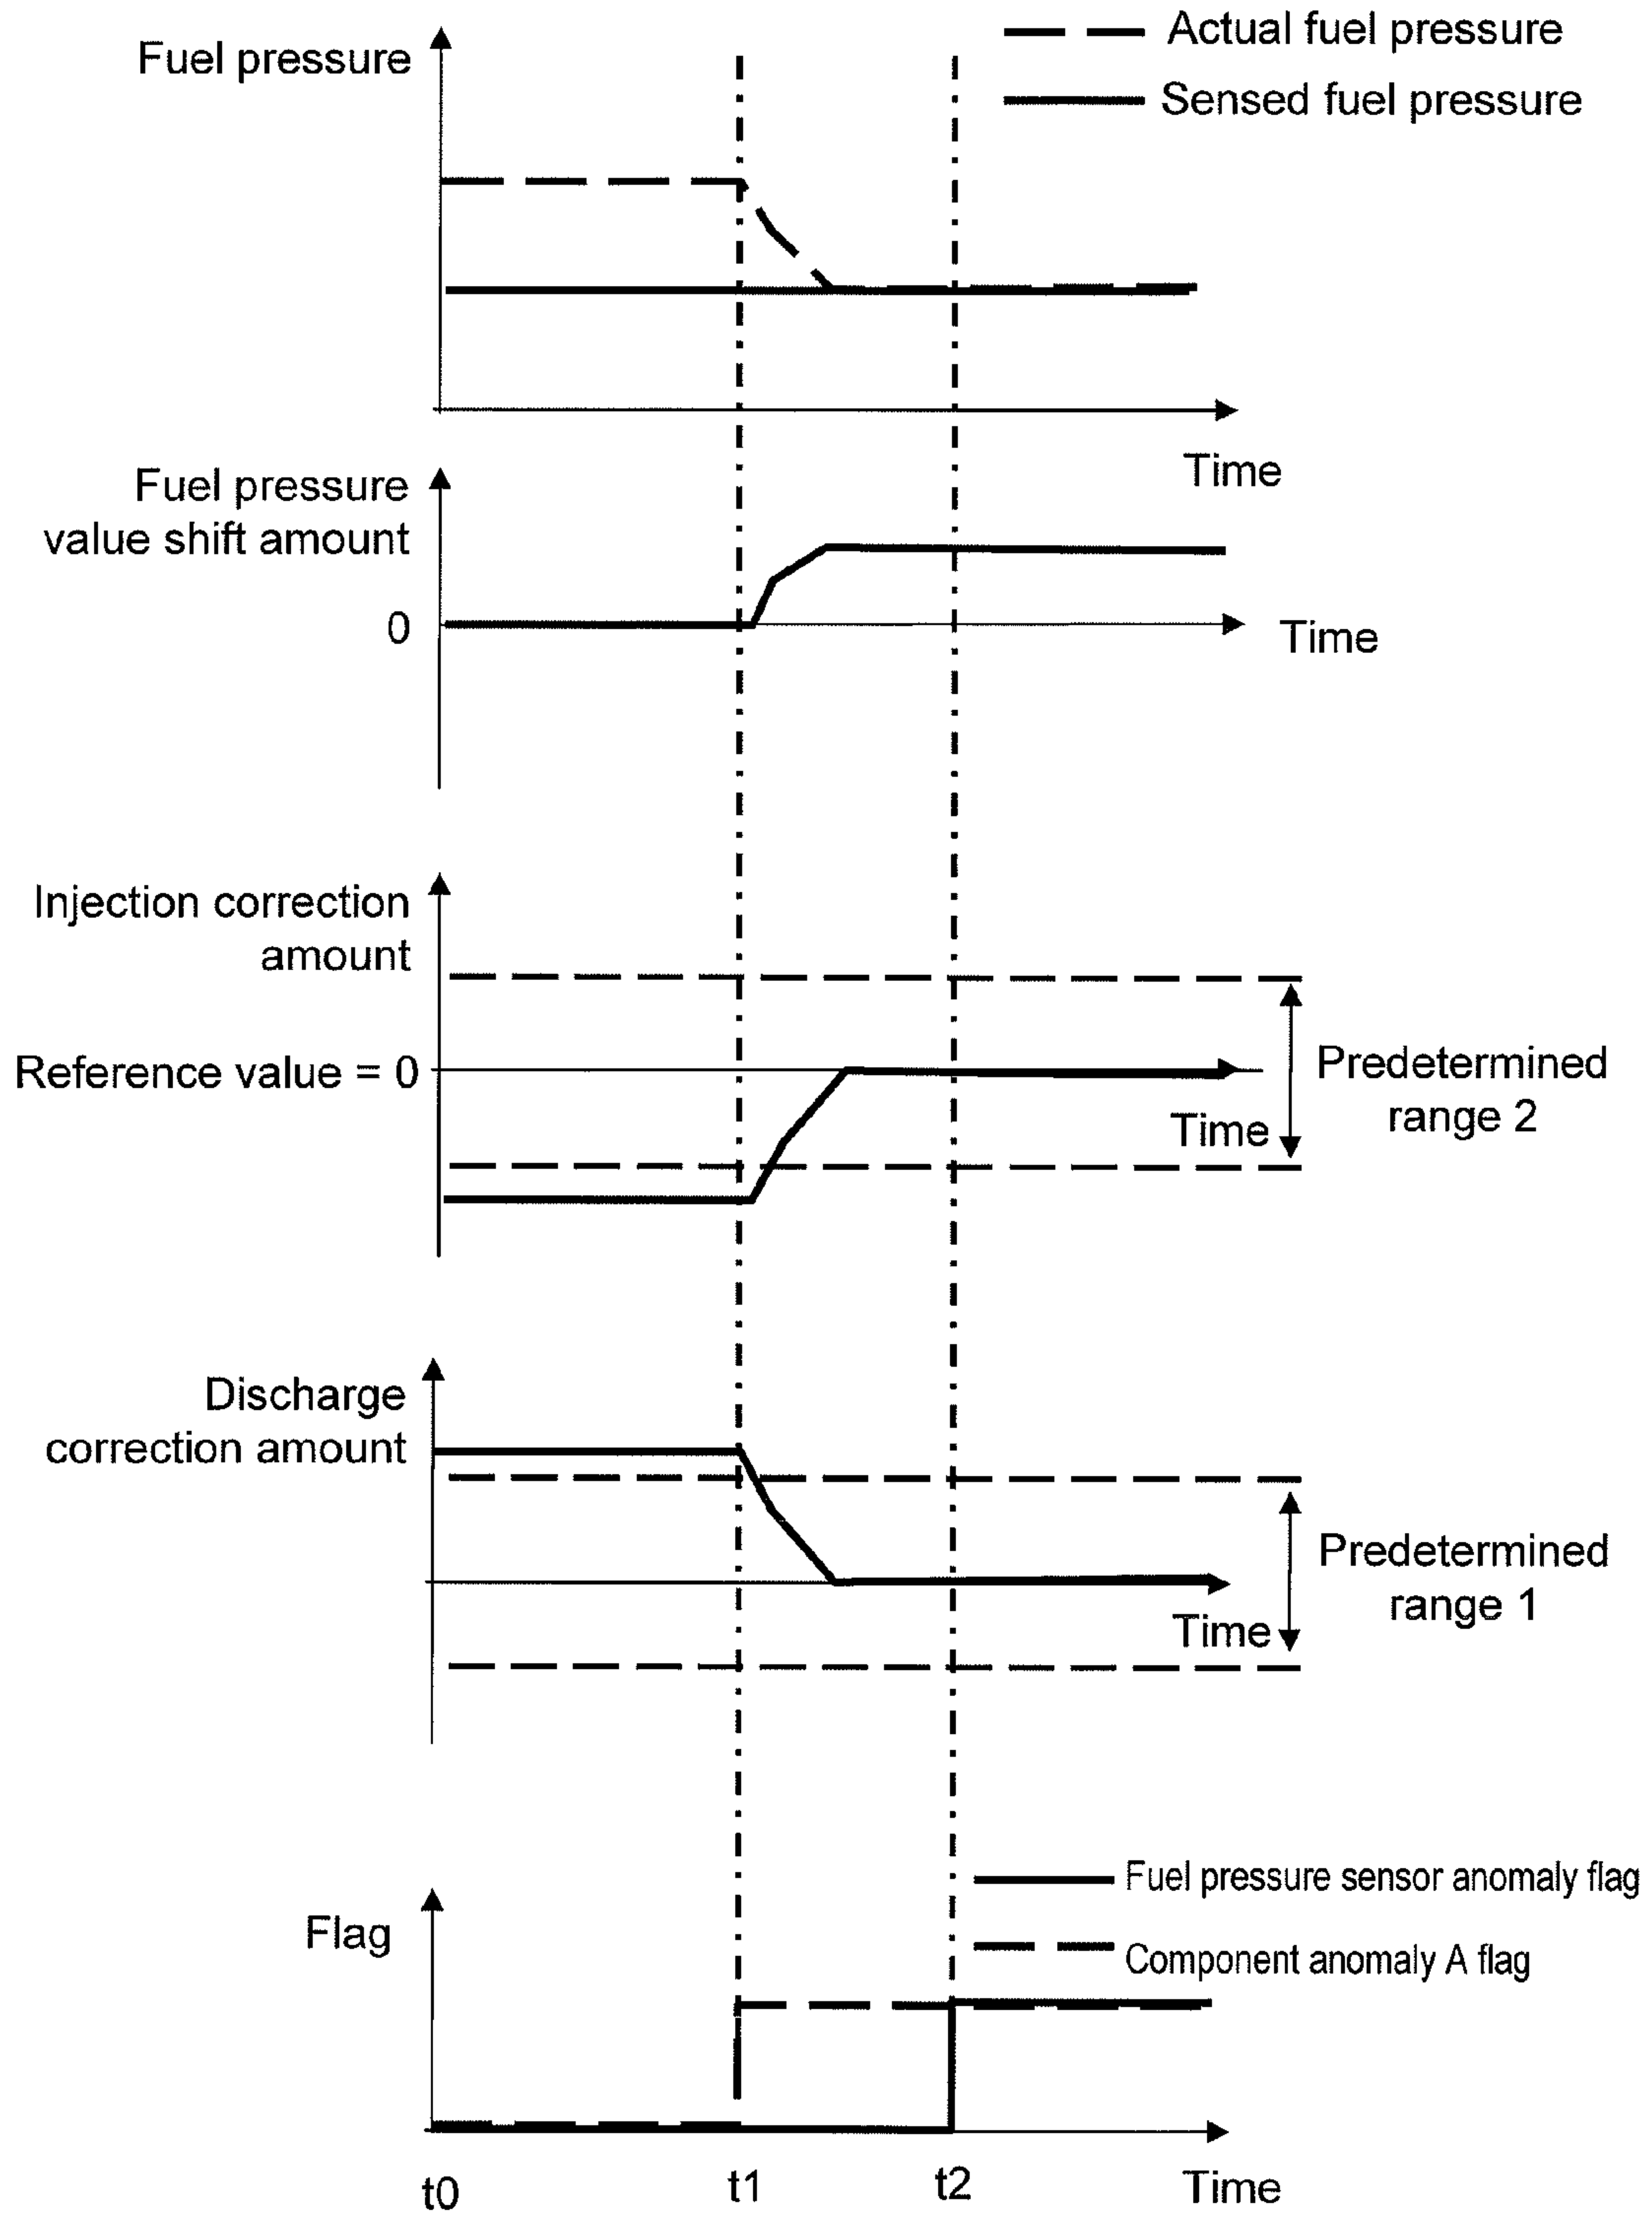 Actual fuel pressure
Fuel pressure
Sensed fuel pressure
Time
Fuel pressure
value shift amount
0
Time
Injection correction
amount
Reference value = 0
Predetermined
range 2
Time
Discharge
correction amount
Predetermined
range 1
Time
Fuel pressure sensor anomaly flag
Flag
Component anomaly A flag
t0
t1
t2
Time